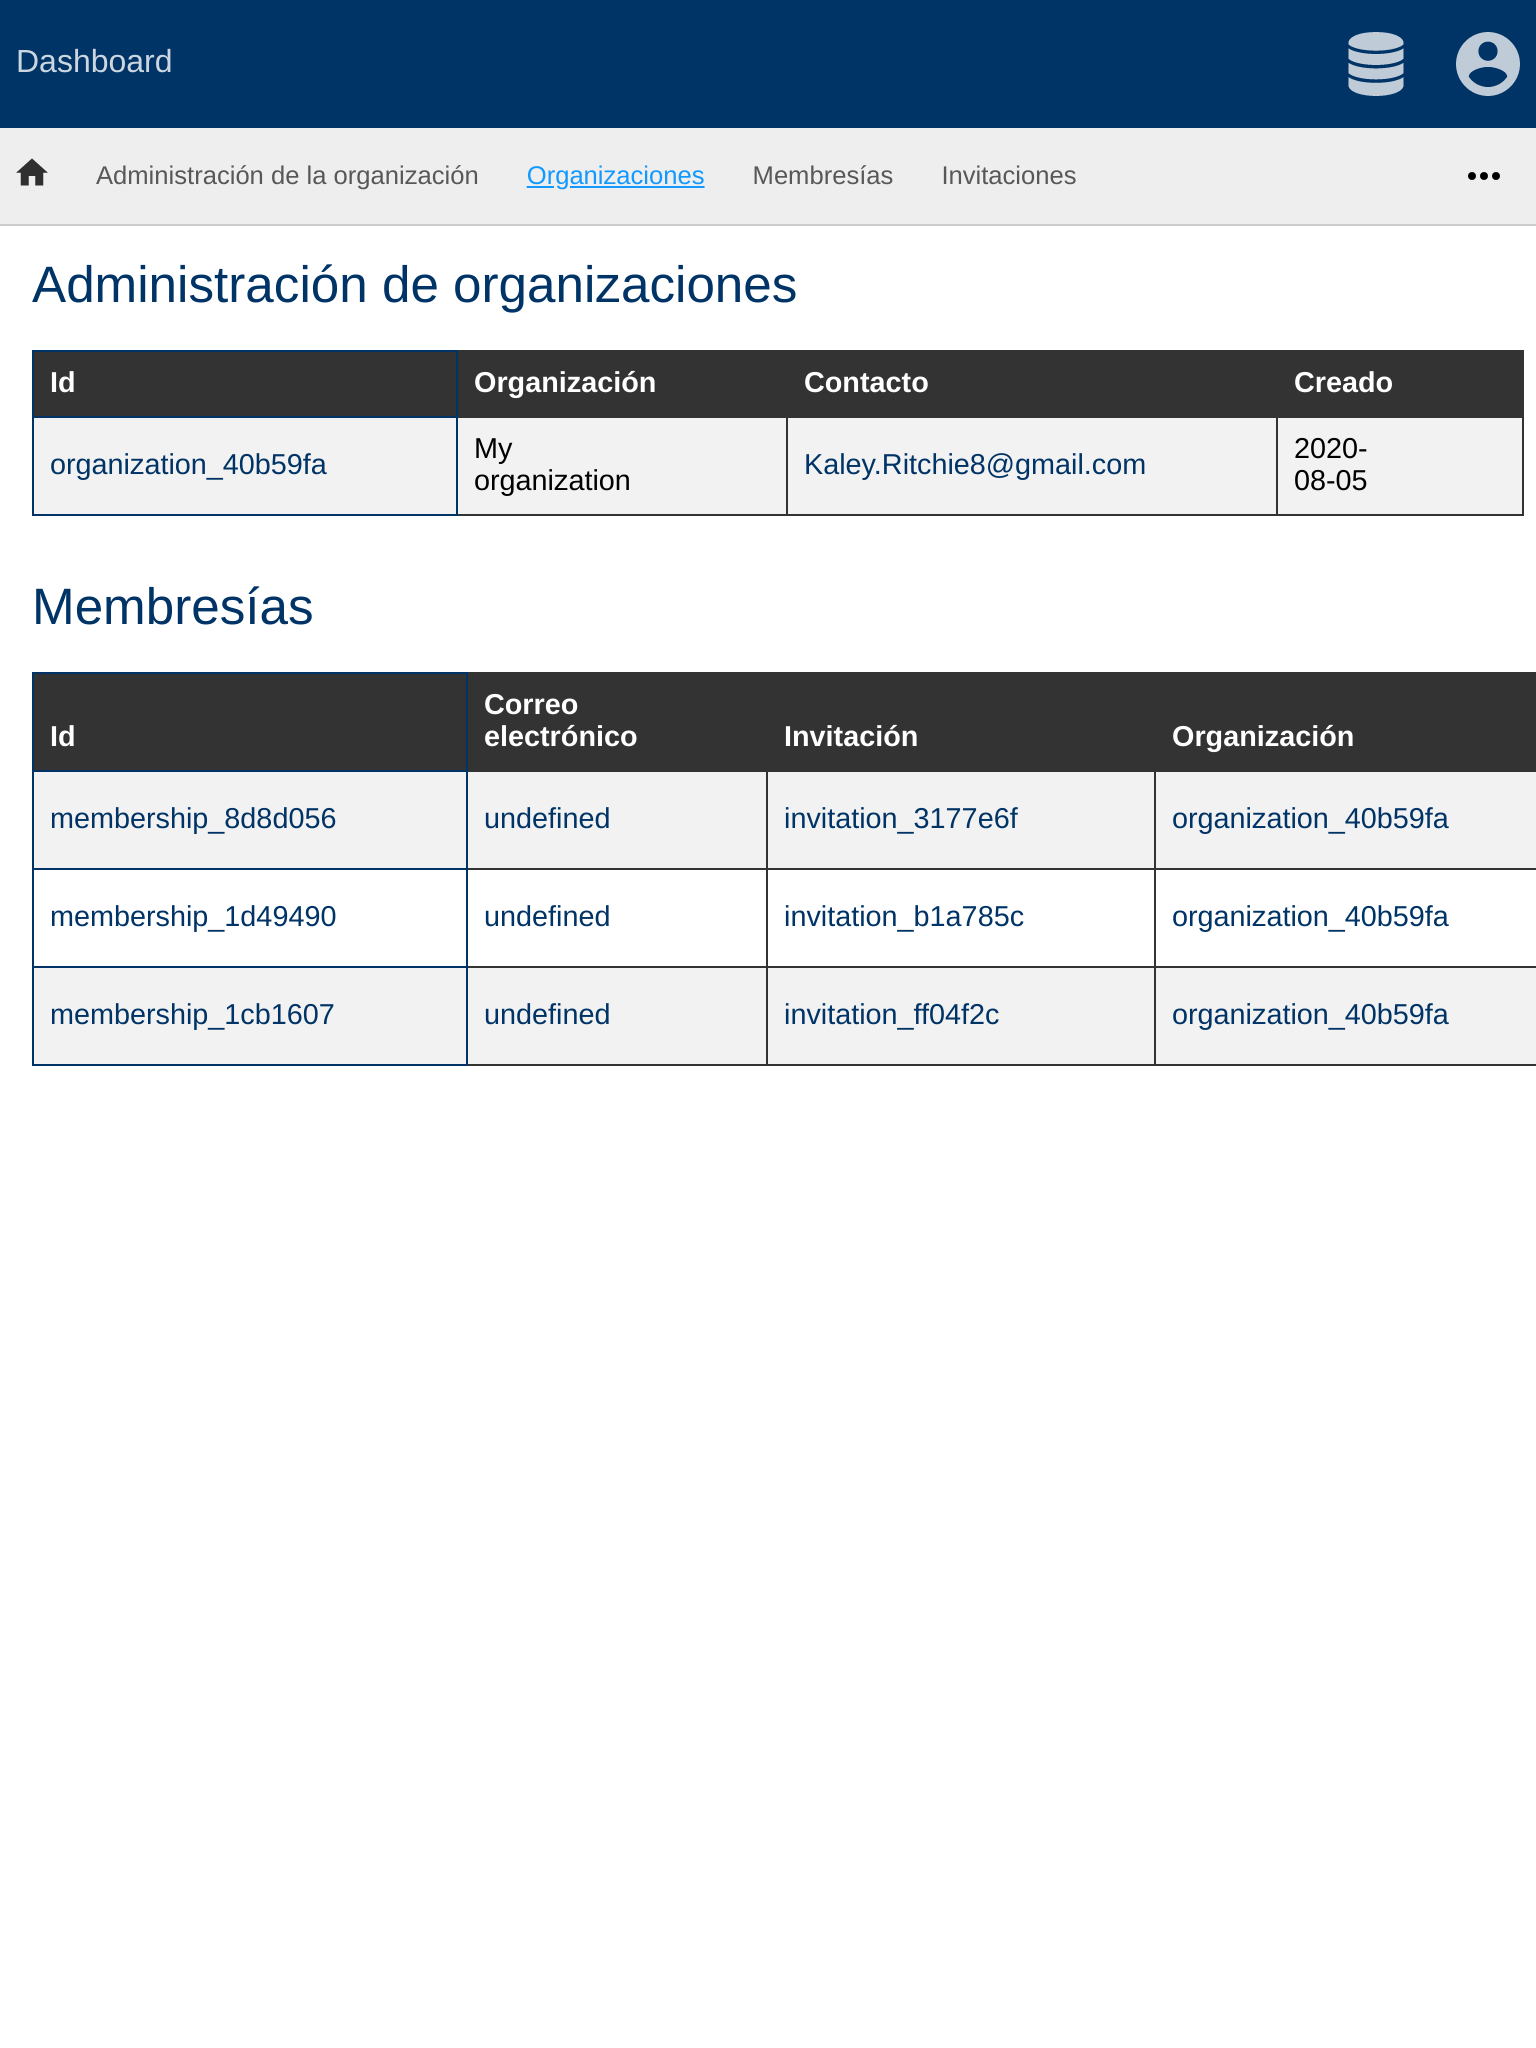 Dashboard
Administración de la organización Organizaciones Membresías Invitaciones
Administración de organizaciones
Id Organización Contacto Creado
organization_40b59fa My organization Kaley.Ritchie8@gmail.com 2020-08-05
Membresías
Id Correo electrónico Invitación Organización
membership_8d8d056 undefined invitation_3177e6f organization_40b59fa
membership_1d49490 undefined invitation_b1a785c organization_40b59fa
membership_1cb1607 undefined invitation_ff04f2c organization_40b59fa